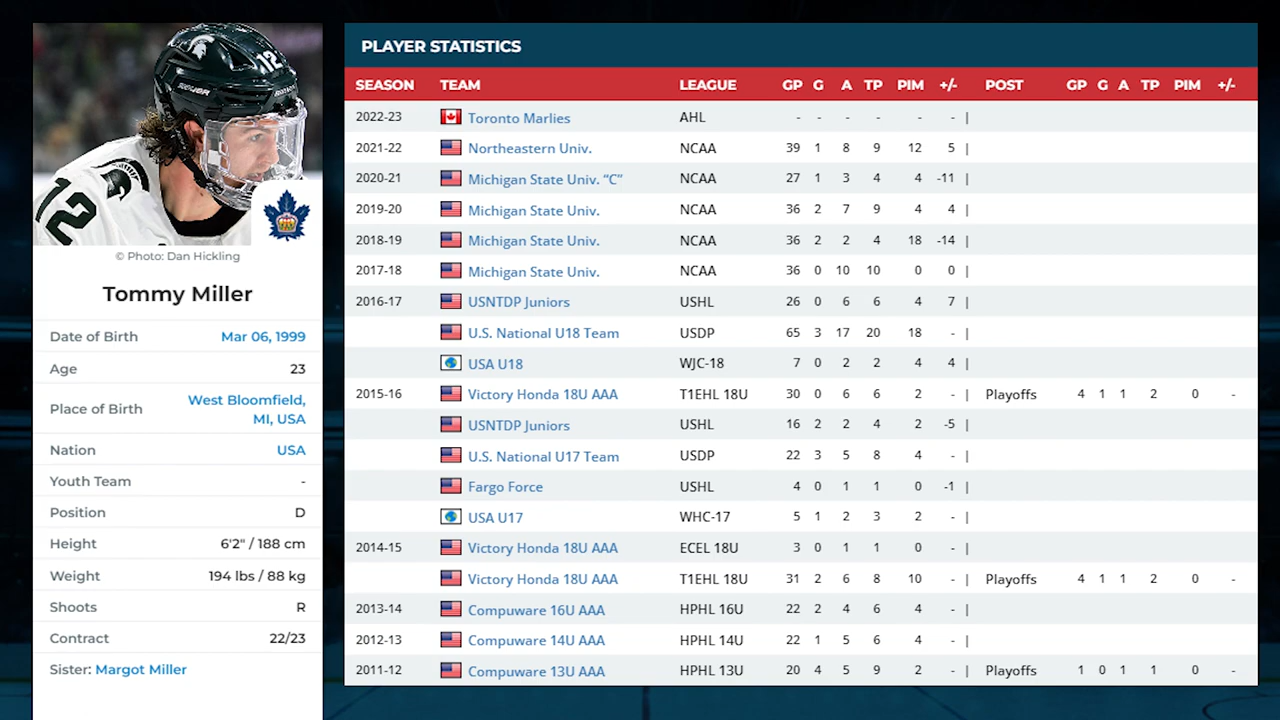 12
BAUER
12
© Photo: Dan Hickling
Tommy Miller
Date of Birth Mar 06, 1999
Age 23
Place of Birth West Bloomfield,
MI, USA
Nation USA
Youth Team -
Position D
Height 6'2" / 188 cm
Weight 194 lbs / 88 kg
Shoots R
Contract 22/23
Sister: Margot Miller
PLAYER STATISTICS
SEASON TEAM LEAGUE GP G A TP PIM +/- POST GP G A TP PIM +/-
2022-23 Toronto Marlies AHL - - - - - - |
2021-22 Northeastern Univ. NCAA 39 1 8 9 12 5 |
2020-21 Michigan State Univ. “C” NCAA 27 1 3 4 4 -11 |
2019-20 Michigan State Univ. NCAA 36 2 7 9 4 4 |
2018-19 Michigan State Univ. NCAA 36 2 2 4 18 -14 |
2017-18 Michigan State Univ. NCAA 36 0 10 10 0 0 |
2016-17 USNTDP Juniors USHL 26 0 6 6 4 7 |
U.S. National U18 Team USDP 65 3 17 20 18 - |
USA U18 WJC-18 7 0 2 2 4 4 |
2015-16 Victory Honda 18U AAA T1EHL 18U 30 0 6 6 2 - | Playoffs 4 1 1 2 0 -
USNTDP Juniors USHL 16 2 2 4 2 -5 |
U.S. National U17 Team USDP 22 3 5 8 4 - |
Fargo Force USHL 4 0 1 1 0 -1 |
USA U17 WHC-17 5 1 2 3 2 - |
2014-15 Victory Honda 18U AAA ECEL 18U 3 0 1 1 0 - |
Victory Honda 18U AAA T1EHL 18U 31 2 6 8 10 - | Playoffs 4 1 1 2 0 -
2013-14 Compuware 16U AAA HPHL 16U 22 2 4 6 4 - |
2012-13 Compuware 14U AAA HPHL 14U 22 1 5 6 4 - |
2011-12 Compuware 13U AAA HPHL 13U 20 4 5 9 2 - | Playoffs 1 0 1 1 0 -